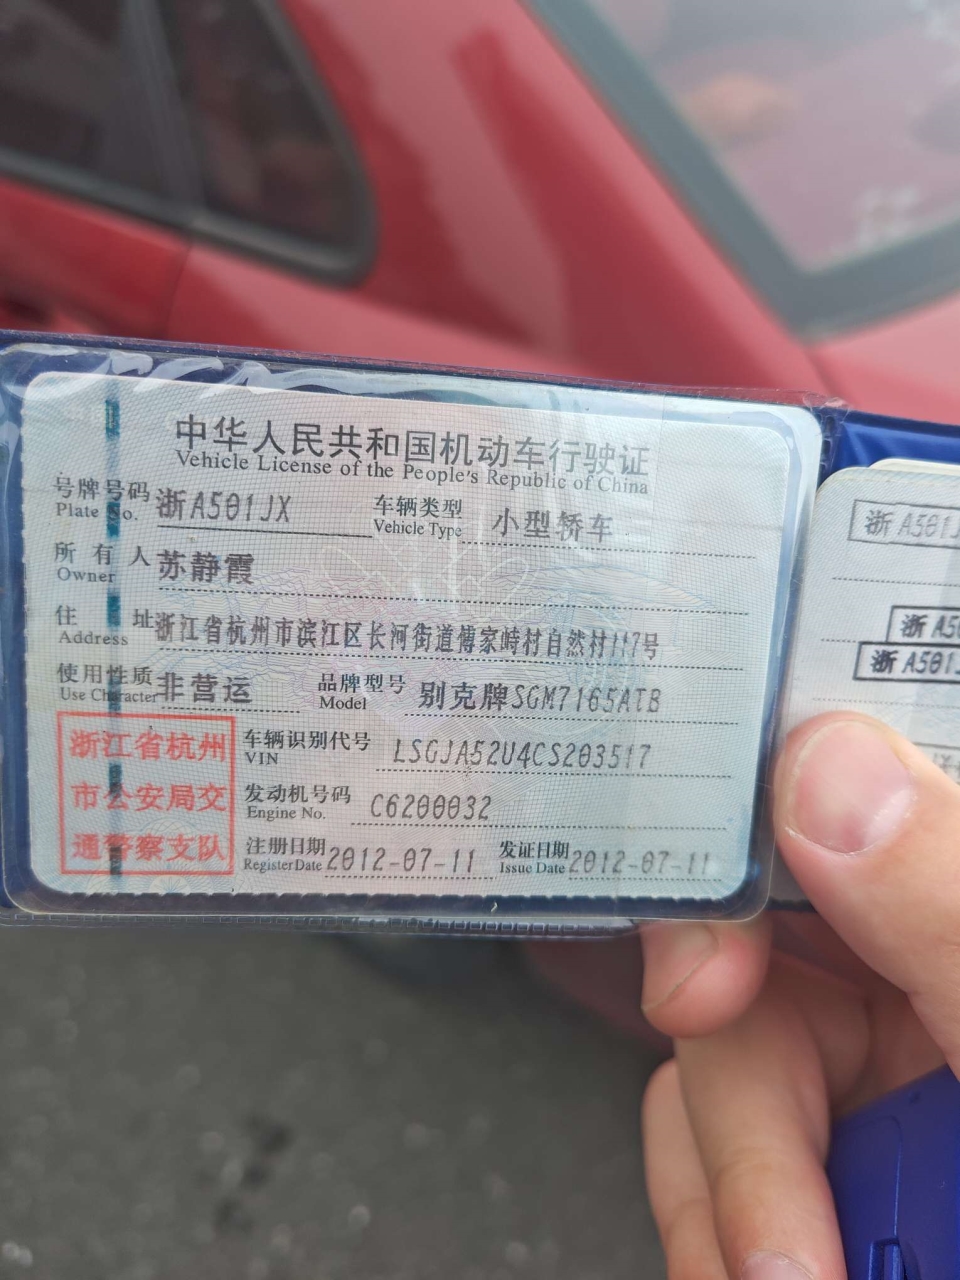 中华人民共和国机动车行驶证
Vehicle License of the People's Republic of China
号牌号码 浙A501JX 车辆类型 小型轿车
Plate No. Vehicle Type
所有人 苏静霞
Owner
住址 浙江省杭州市滨江区长河街道傅家峙村自然村117号
Address
使用性质 非营运 品牌型号 别克牌SGM7165ATB
Use Character Model
浙江省杭州
市公安局交
通警察支队
车辆识别代号 LSGJA52U4CS203517
VIN
发动机号码 C6200032
Engine No.
注册日期 2012-07-11 发证日期 2012-07-11
Register Date Issue Date
浙A501J
浙A50
浙A501J